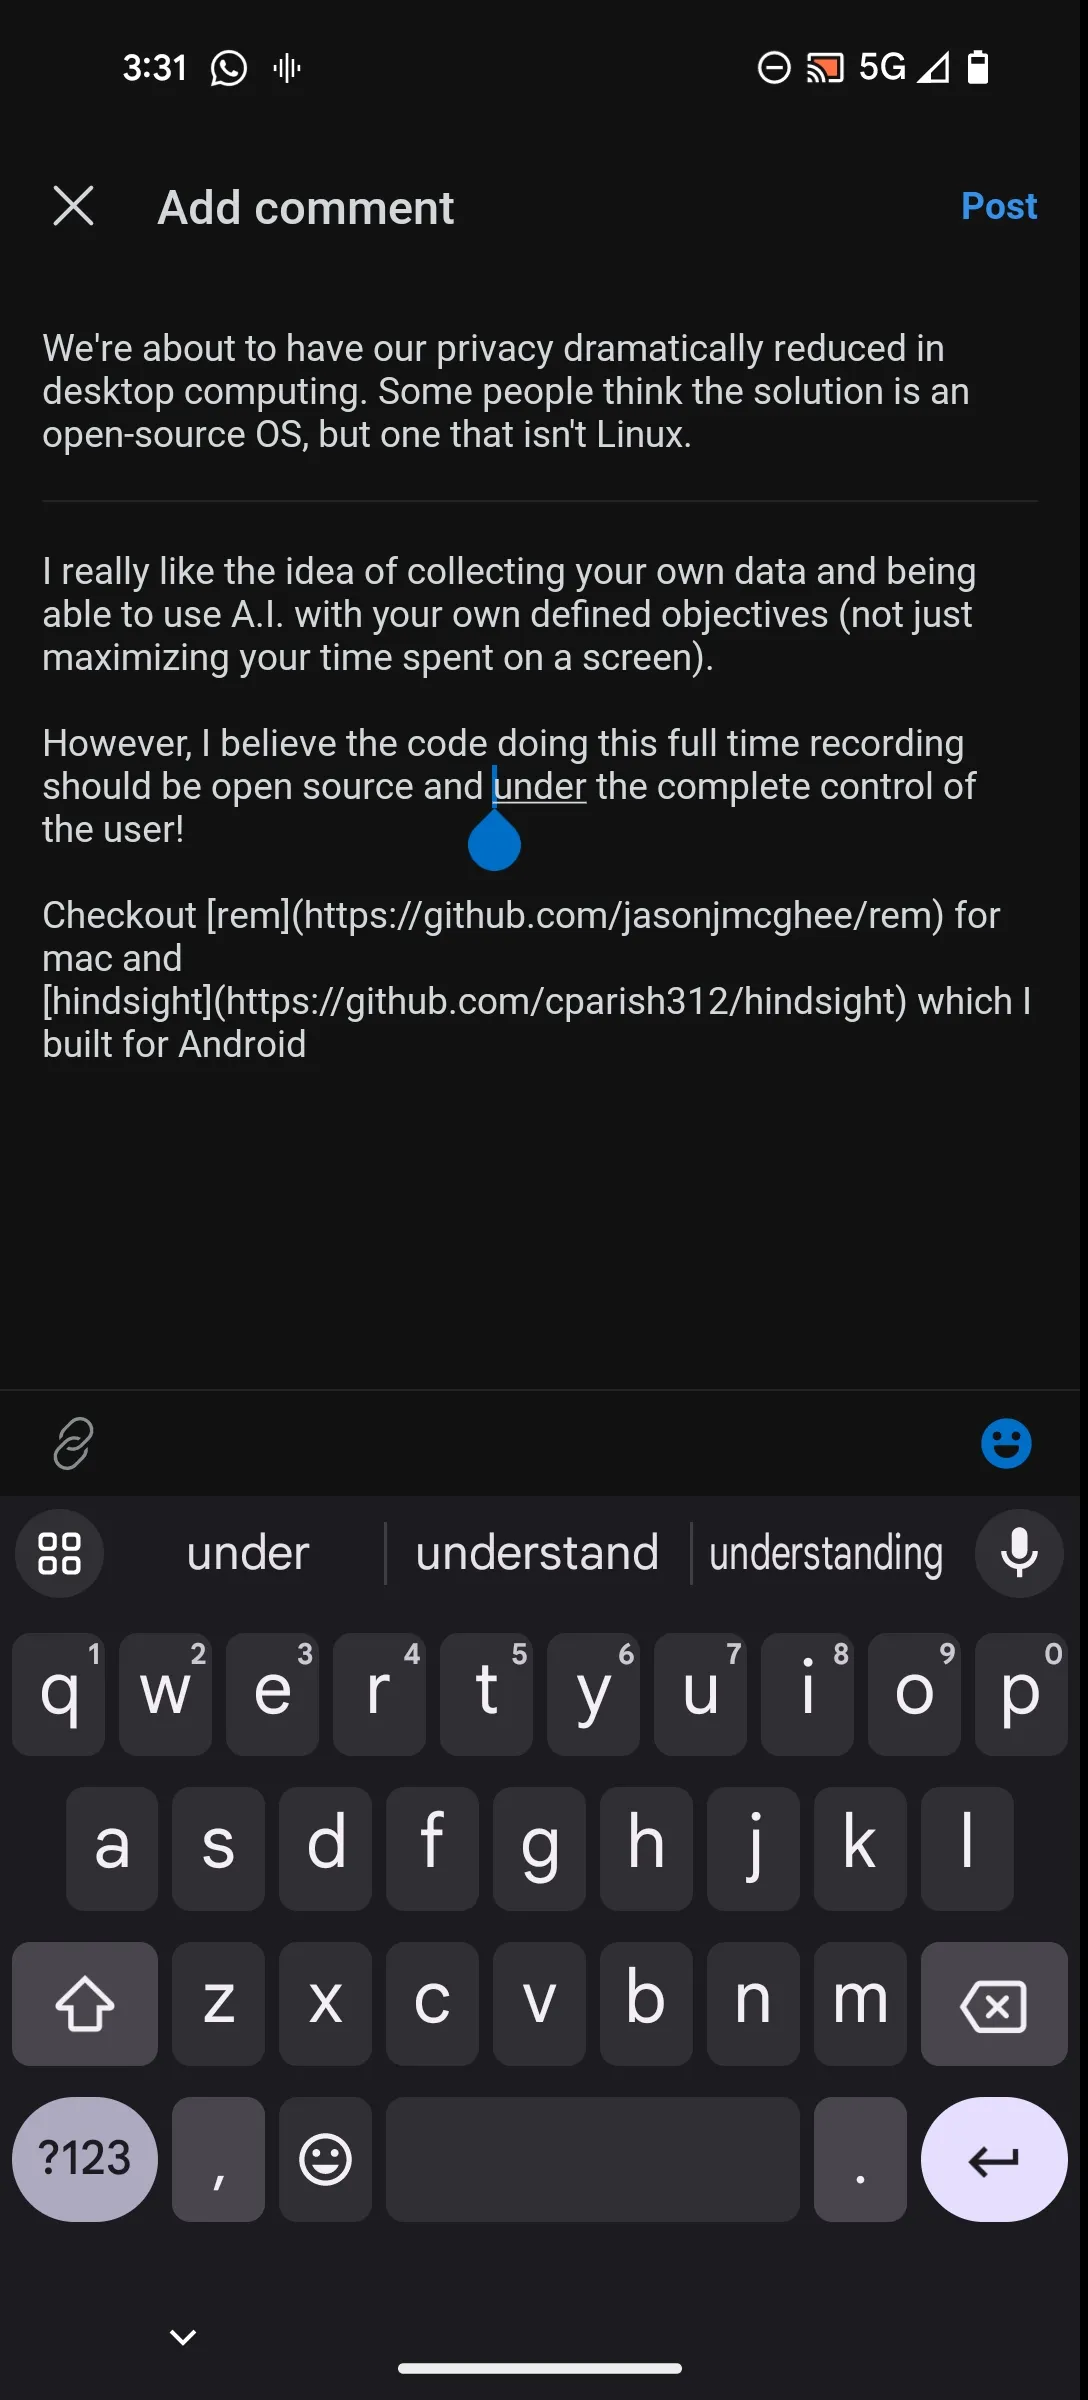 3:31 5G
Add comment Post
We're about to have our privacy dramatically reduced in
desktop computing. Some people think the solution is an
open-source OS, but one that isn't Linux.
I really like the idea of collecting your own data and being
able to use A.I. with your own defined objectives (not just
maximizing your time spent on a screen).
However, I believe the code doing this full time recording
should be open source and under the complete control of
the user!
Checkout [rem](https://github.com/jasonjmcghee/rem) for
mac and
[hindsight](https://github.com/cparish312/hindsight) which I
built for Android
under understand understanding
1 2 3 4 5 6 7 8 9 0
q w e r t y u i o p
a s d f g h j k l
z x c v b n m
?123 , .